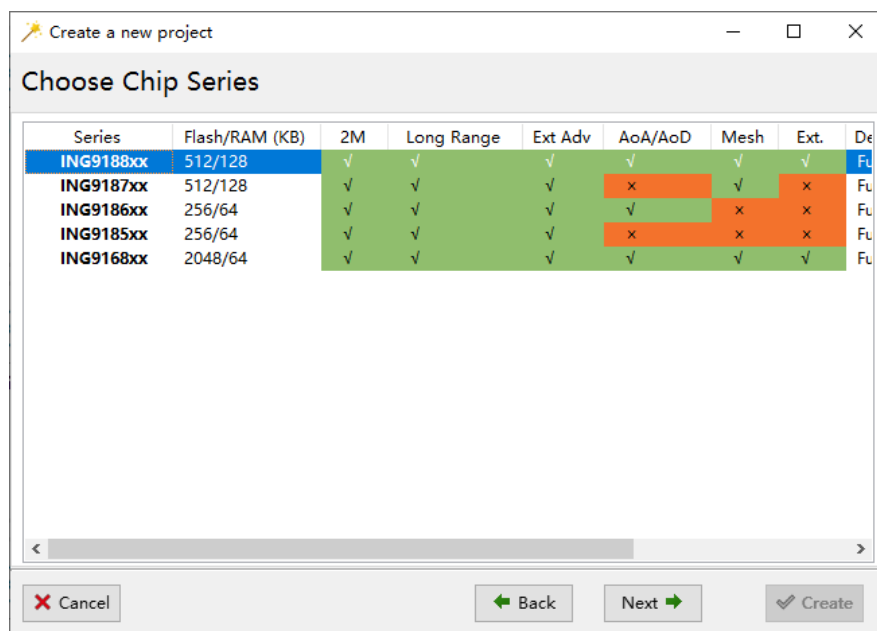 Create a new project
Choose Chip Series
Series Flash/RAM (KB) 2M Long Range Ext Adv AoA/AoD Mesh Ext. De
ING9188xx 512/128 √ √ √ √ √ √ Fu
ING9187xx 512/128 √ √ √ × √ × Fu
ING9186xx 256/64 √ √ √ √ × × Fu
ING9185xx 256/64 √ √ √ × × × Fu
ING9168xx 2048/64 √ √ √ √ √ √ Fu
Cancel Back Next Create